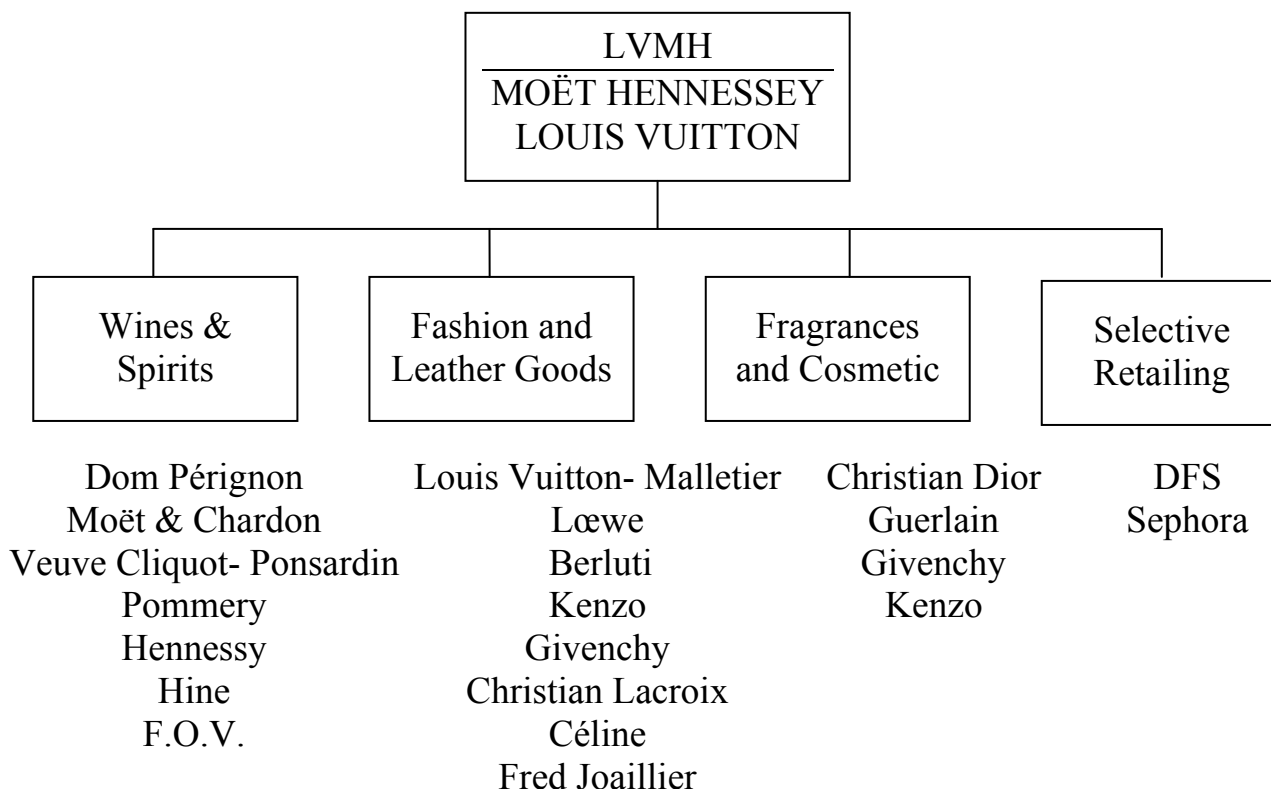 LVMH
MOËT HENNESSEY
LOUIS VUITTON
Wines &
Spirits
Fashion and
Leather Goods
Fragrances
and Cosmetic
Selective
Retailing
Dom Pérignon
Moët & Chardon
Veuve Cliquot- Ponsardin
Pommery
Hennessy
Hine
F.O.V.
Louis Vuitton- Malletier
Lœwe
Berluti
Kenzo
Givenchy
Christian Lacroix
Céline
Fred Joaillier
Christian Dior
Guerlain
Givenchy
Kenzo
DFS
Sephora